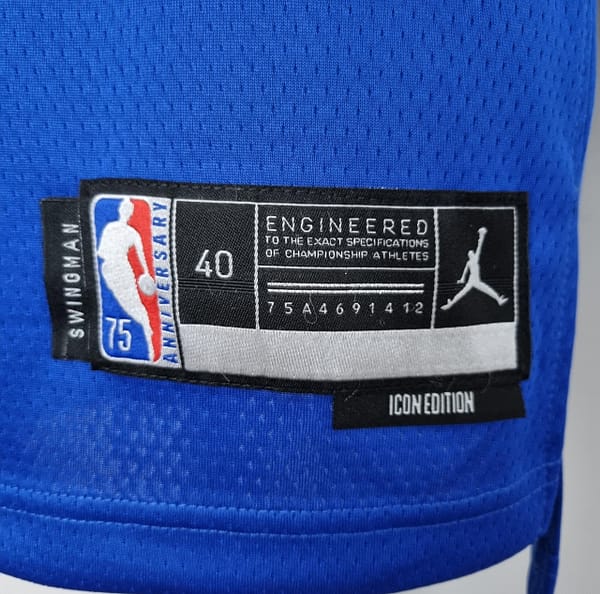 SWINGMAN
75
ANNIVERSARY
40
ENGINEERED
TO THE EXACT SPECIFICATIONS
OF CHAMPIONSHIP ATHLETES
75A4691412
ICON EDITION